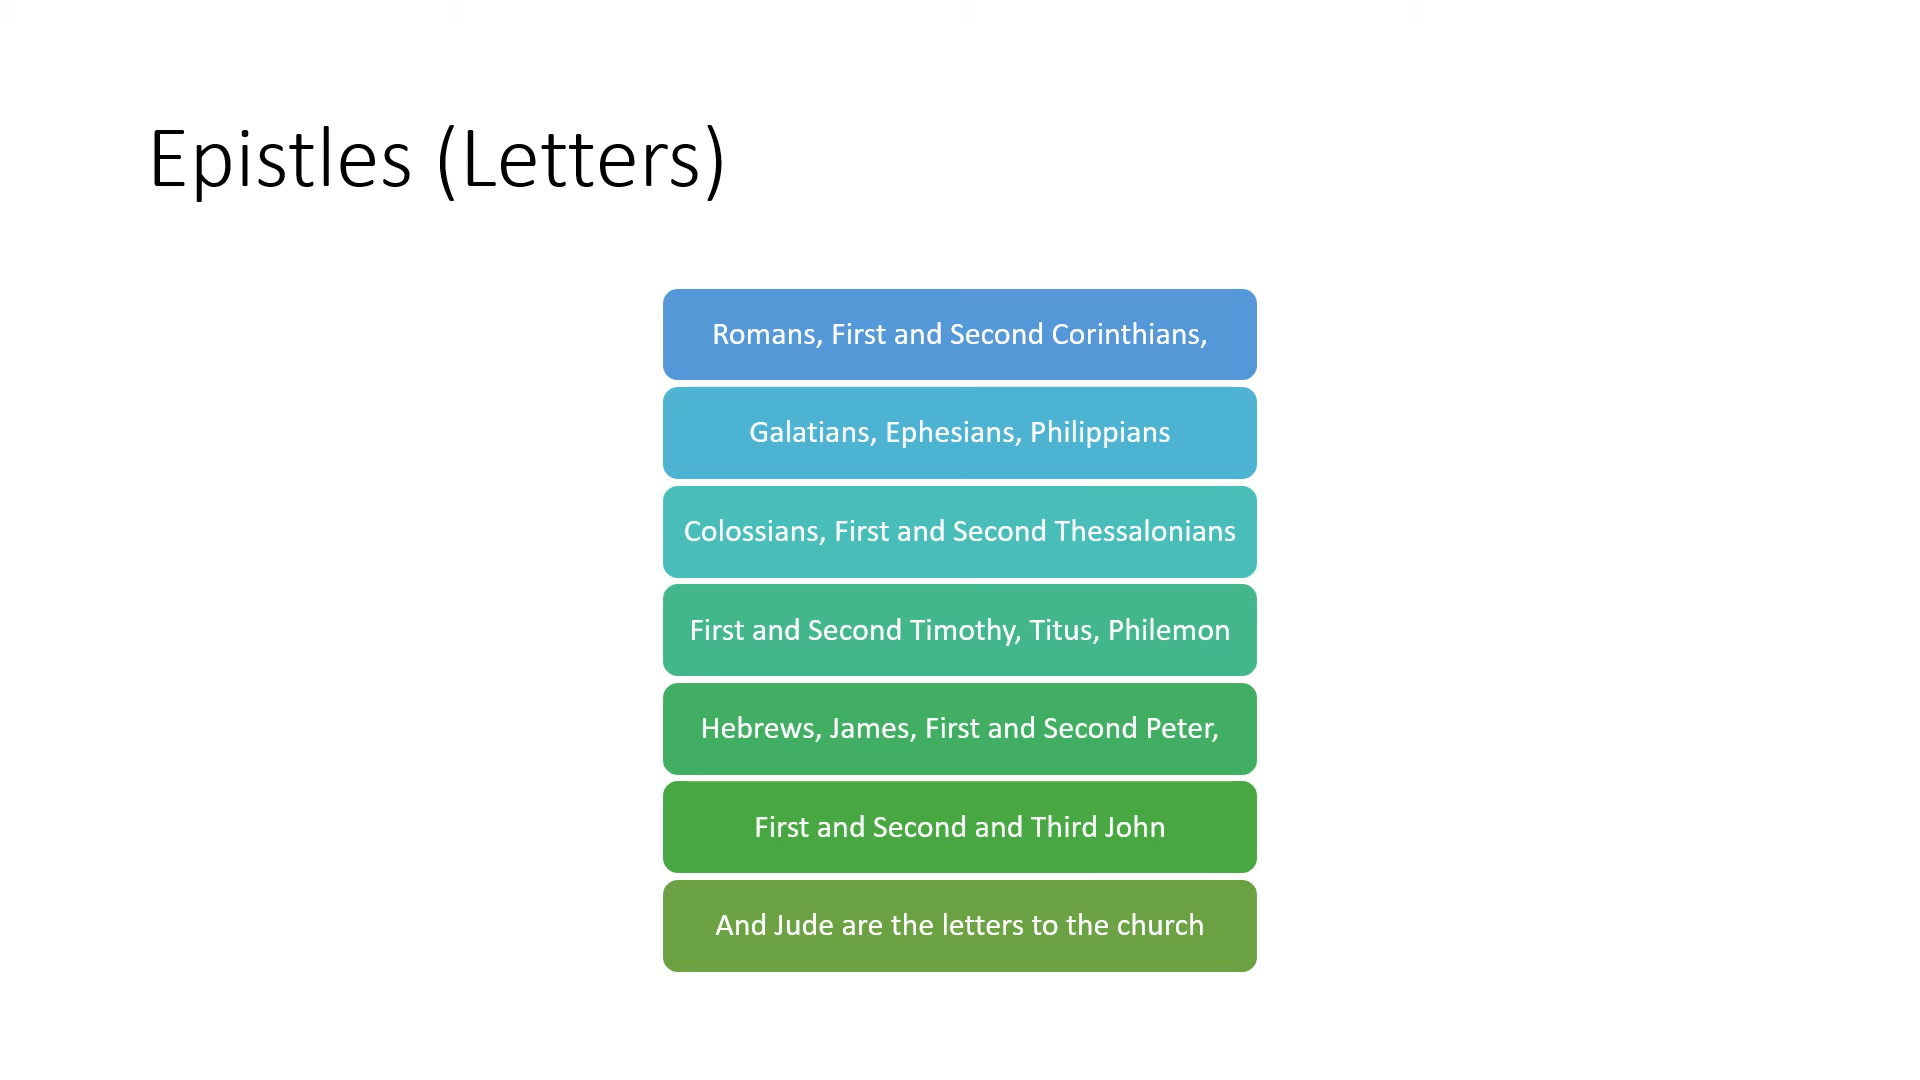 Epistles (Letters)
Romans, First and Second Corinthians,
Galatians, Ephesians, Philippians
Colossians, First and Second Thessalonians
First and Second Timothy, Titus, Philemon
Hebrews, James, First and Second Peter,
First and Second and Third John
And Jude are the letters to the church